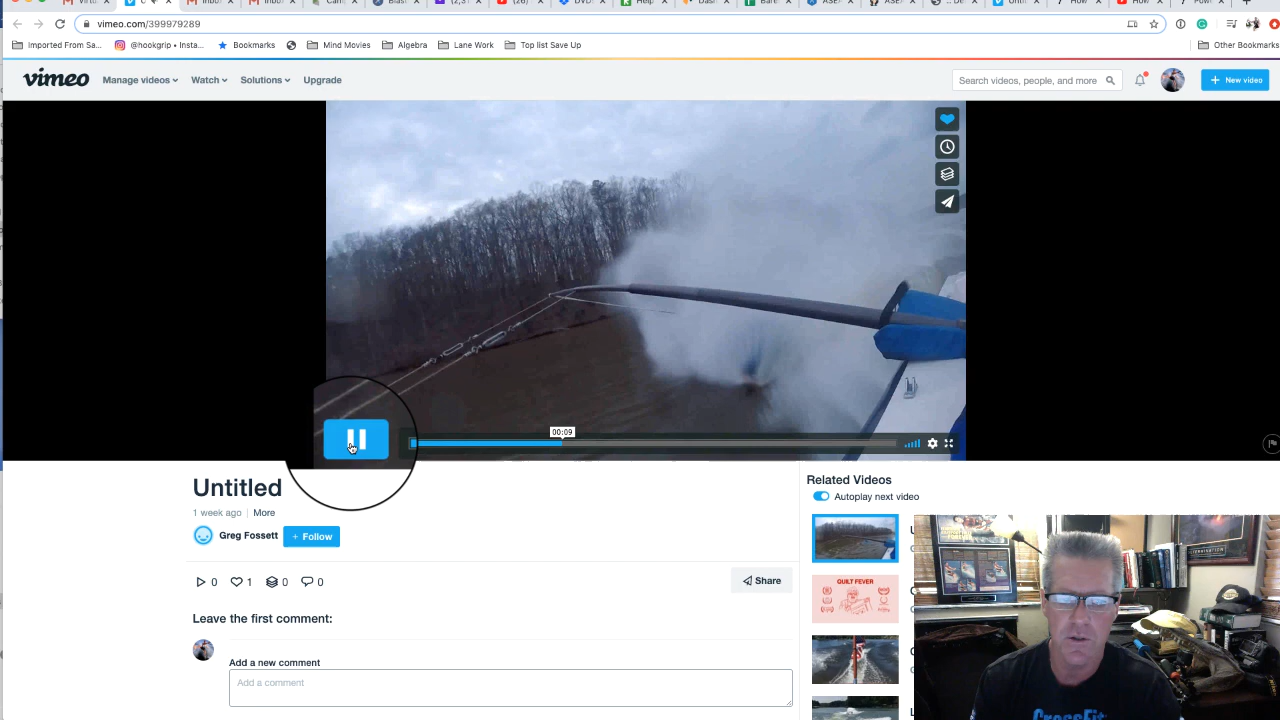 vimeo.com/399979289
Imported From Sa...
@hookgrip • Insta...
Bookmarks
Mind Movies
Algebra
Lane Work
Top list Save Up
Other Bookmarks
vimeo
Manage videos
Watch
Solutions
Upgrade
Search videos, people, and more
+ New video
00:09
Untitled
1 week ago
More
Greg Fossett
+ Follow
0
1
0
0
Share
Leave the first comment:
Add a new comment
Add a comment
Related Videos
Autoplay next video
QUILT FEVER
CrossFit